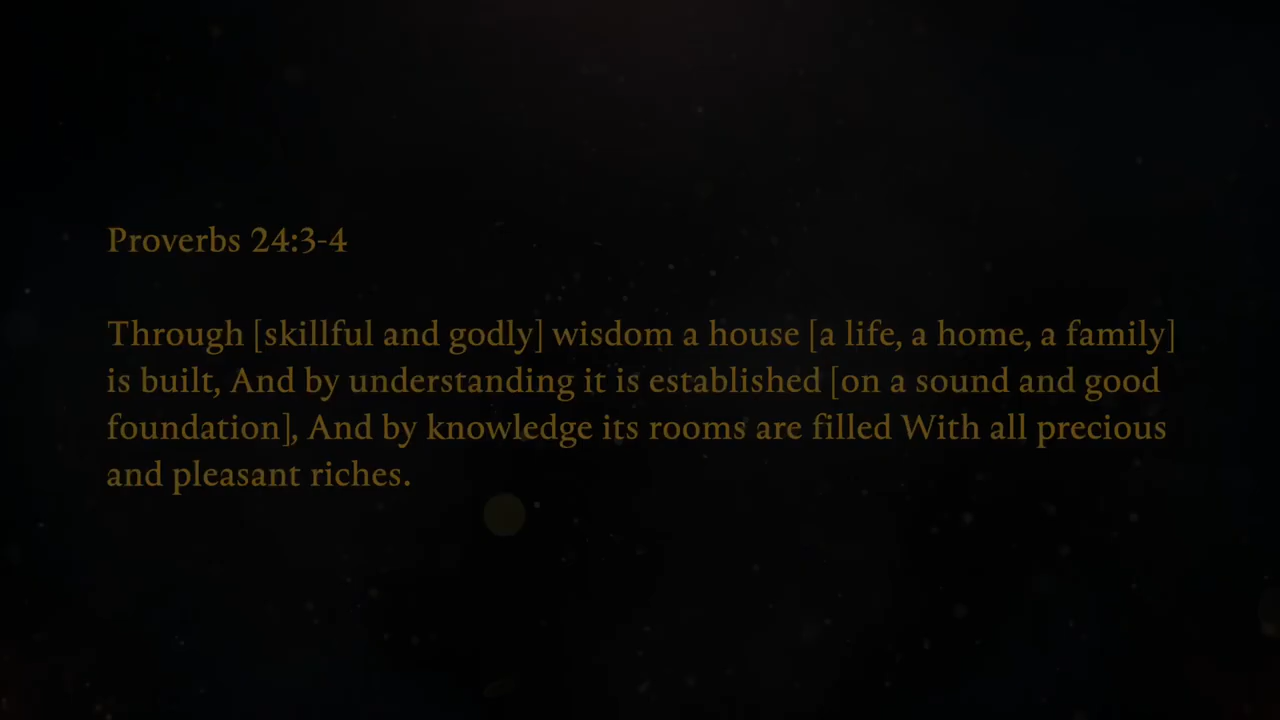 Proverbs 24:3-4
Through [skillful and godly] wisdom a house [a life, a home, a family]
is built, And by understanding it is established [on a sound and good
foundation], And by knowledge its rooms are filled With all precious
and pleasant riches.